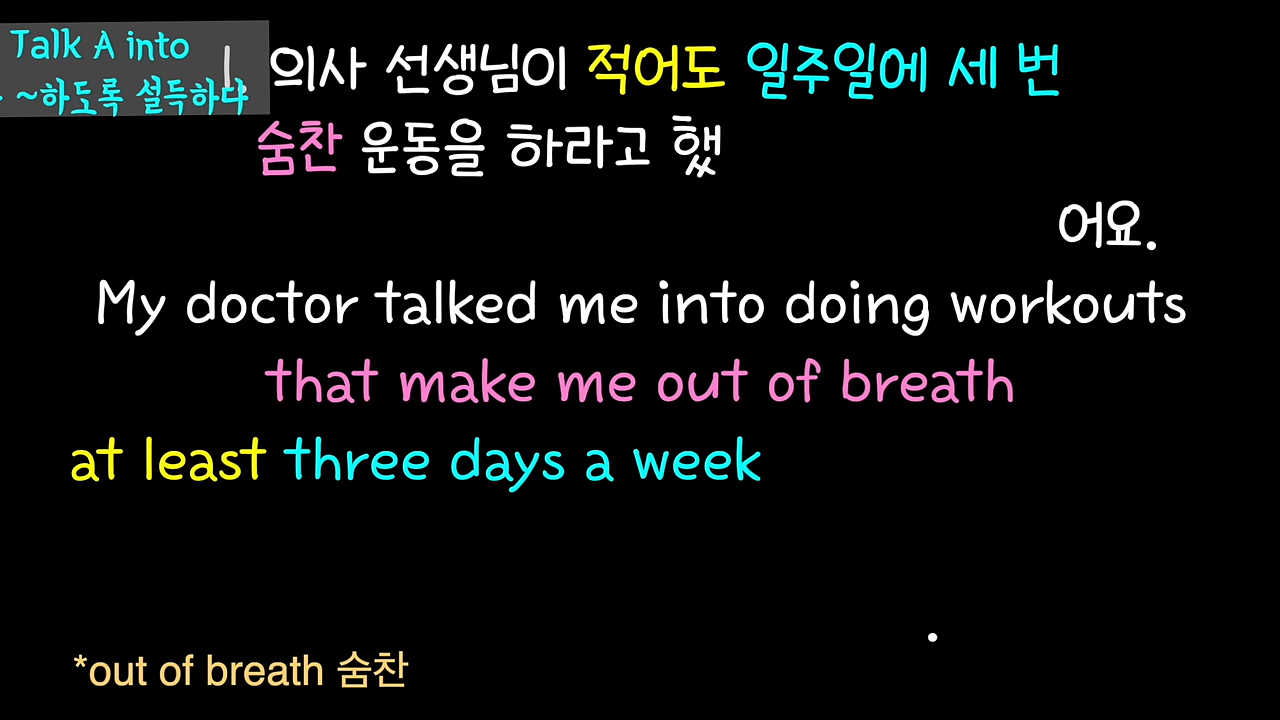 Talk A into
~하도록 설득하다
의사 선생님이 적어도 일주일에 세 번
숨찬 운동을 하라고 했
어요.
My doctor talked me into doing workouts
that make me out of breath
at least three days a week
.
*out of breath 숨찬